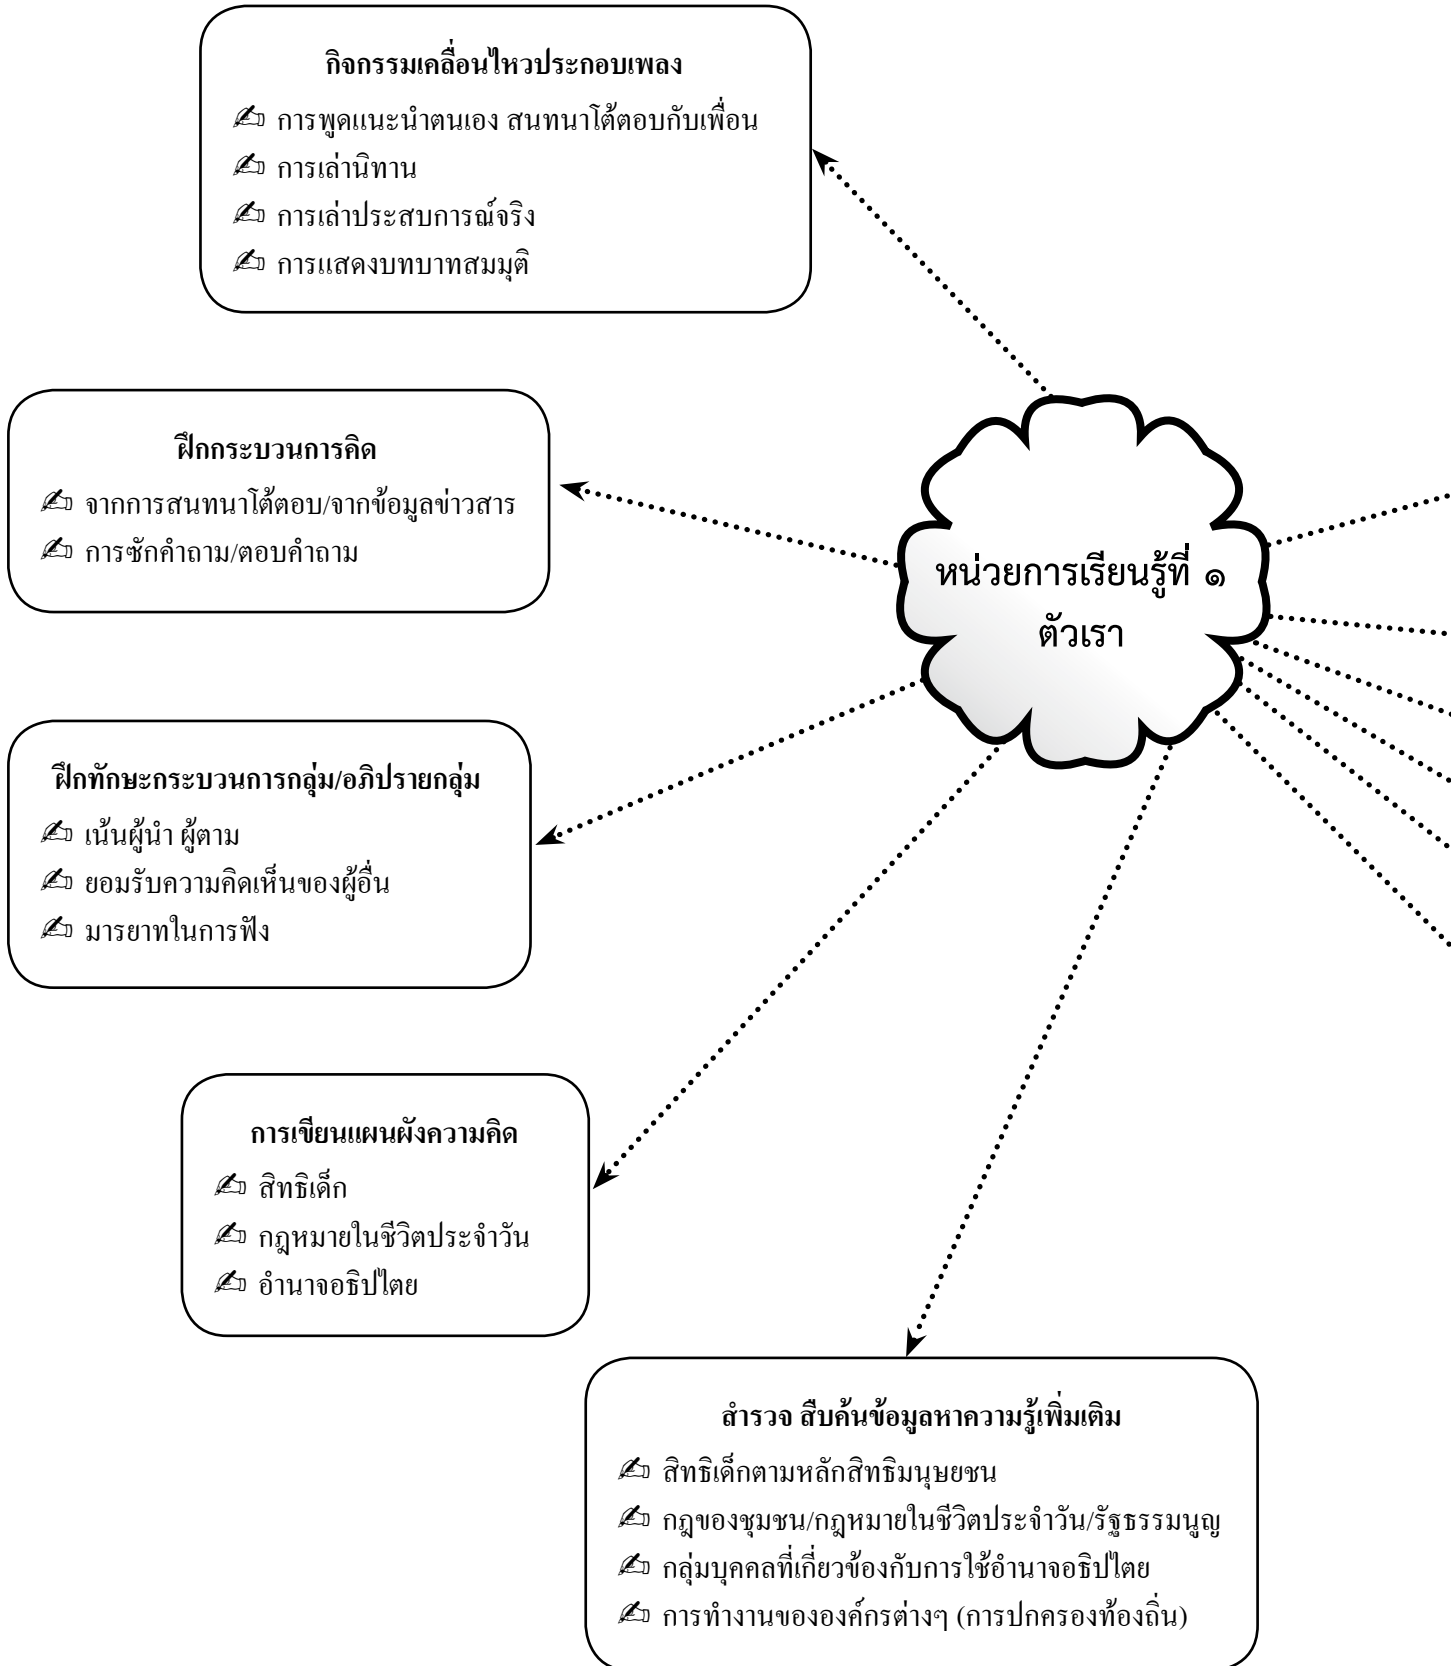 กิจกรรมเคลื่อนไหวประกอบเพลง
✍ การพูดแนะนำตนเอง สนทนาโต้ตอบกับเพื่อน
✍ การเล่านิทาน
✍ การเล่าประสบการณ์จริง
✍ การแสดงบทบาทสมมุติ
ฝึกกระบวนการคิด
✍ จากการสนทนาโต้ตอบ/จากข้อมูลข่าวสาร
✍ การซักคำถาม/ตอบคำถาม
หน่วยการเรียนรู้ที่ ๑
ตัวเรา
ฝึกทักษะกระบวนการกลุ่ม/อภิปรายกลุ่ม
✍ เน้นผู้นำ ผู้ตาม
✍ ยอมรับความคิดเห็นของผู้อื่น
✍ มารยาทในการฟัง
การเขียนแผนผังความคิด
✍ สิทธิเด็ก
✍ กฎหมายในชีวิตประจำวัน
✍ อำนาจอธิปไตย
สำรวจ สืบค้นข้อมูลหาความรู้เพิ่มเติม
✍ สิทธิเด็กตามหลักสิทธิมนุษยชน
✍ กฎของชุมชน/กฎหมายในชีวิตประจำวัน/รัฐธรรมนูญ
✍ กลุ่มบุคคลที่เกี่ยวข้องกับการใช้อำนาจอธิปไตย
✍ การทำงานขององค์กรต่างๆ (การปกครองท้องถิ่น)